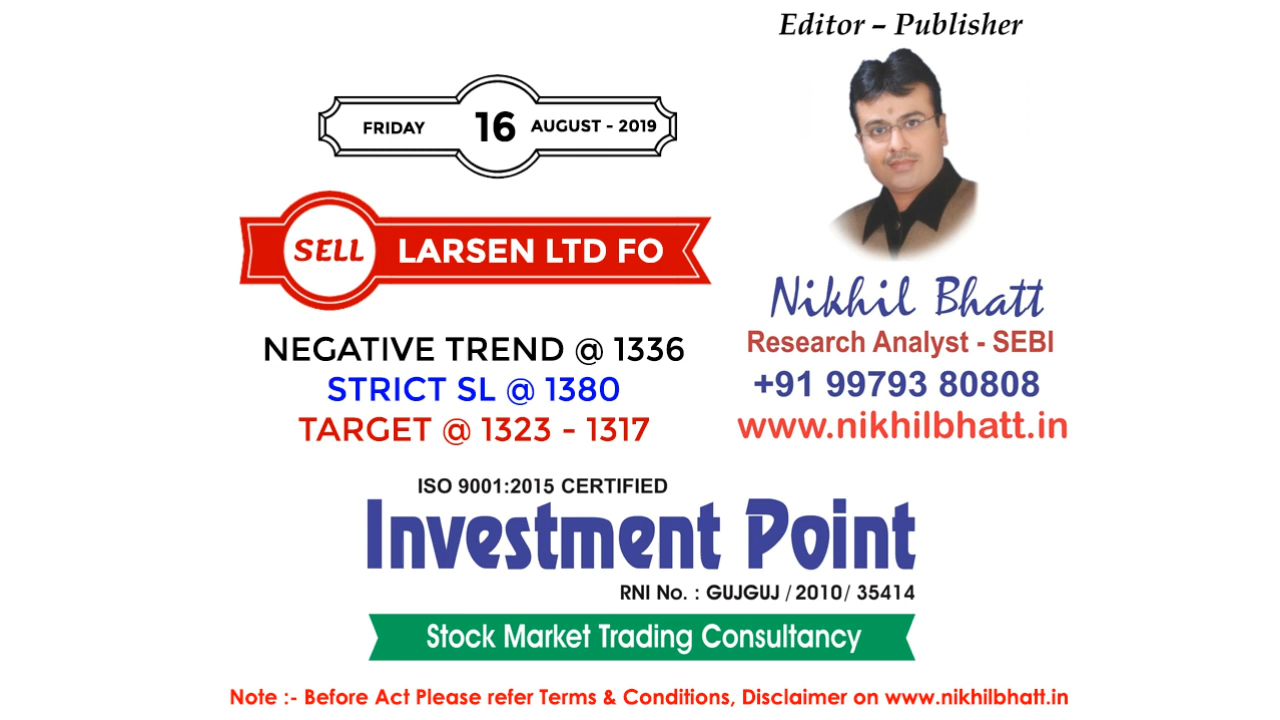 Editor – Publisher
FRIDAY 16 AUGUST - 2019
SELL LARSEN LTD FO
NEGATIVE TREND @ 1336
STRICT SL @ 1380
TARGET @ 1323 - 1317
Nikhil Bhatt
Research Analyst - SEBI
+91 99793 80808
www.nikhilbhatt.in
ISO 9001:2015 CERTIFIED
Investment Point
RNI No. : GUJGUJ / 2010/ 35414
Stock Market Trading Consultancy
Note :- Before Act Please refer Terms & Conditions, Disclaimer on www.nikhilbhatt.in